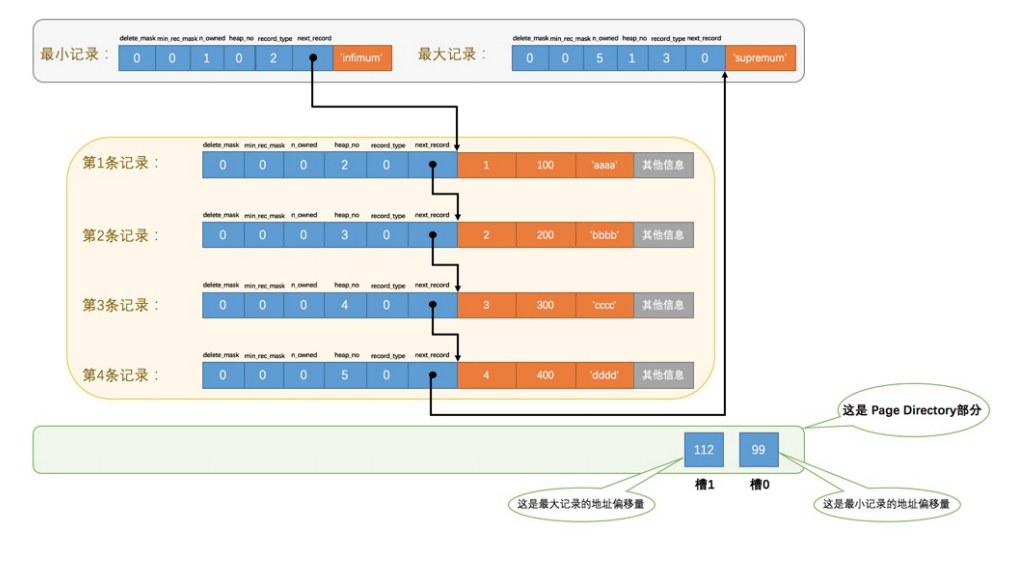 delete_mask min_rec_mask n_owned heap_no record_type next_record
最小记录： 0 0 1 0 2 'infimum'
delete_mask min_rec_mask n_owned heap_no record_type next_record
最大记录： 0 0 5 1 3 0 'supremum'
delete_mask min_rec_mask n_owned heap_no record_type next_record
第1条记录： 0 0 0 2 0 1 100 'aaaa' 其他信息
delete_mask min_rec_mask n_owned heap_no record_type next_record
第2条记录： 0 0 0 3 0 2 200 'bbbb' 其他信息
delete_mask min_rec_mask n_owned heap_no record_type next_record
第3条记录： 0 0 0 4 0 3 300 'cccc' 其他信息
delete_mask min_rec_mask n_owned heap_no record_type next_record
第4条记录： 0 0 0 5 0 4 400 'dddd' 其他信息
这是 Page Directory部分
112 99
槽1 槽0
这是最大记录的地址偏移量
这是最小记录的地址偏移量